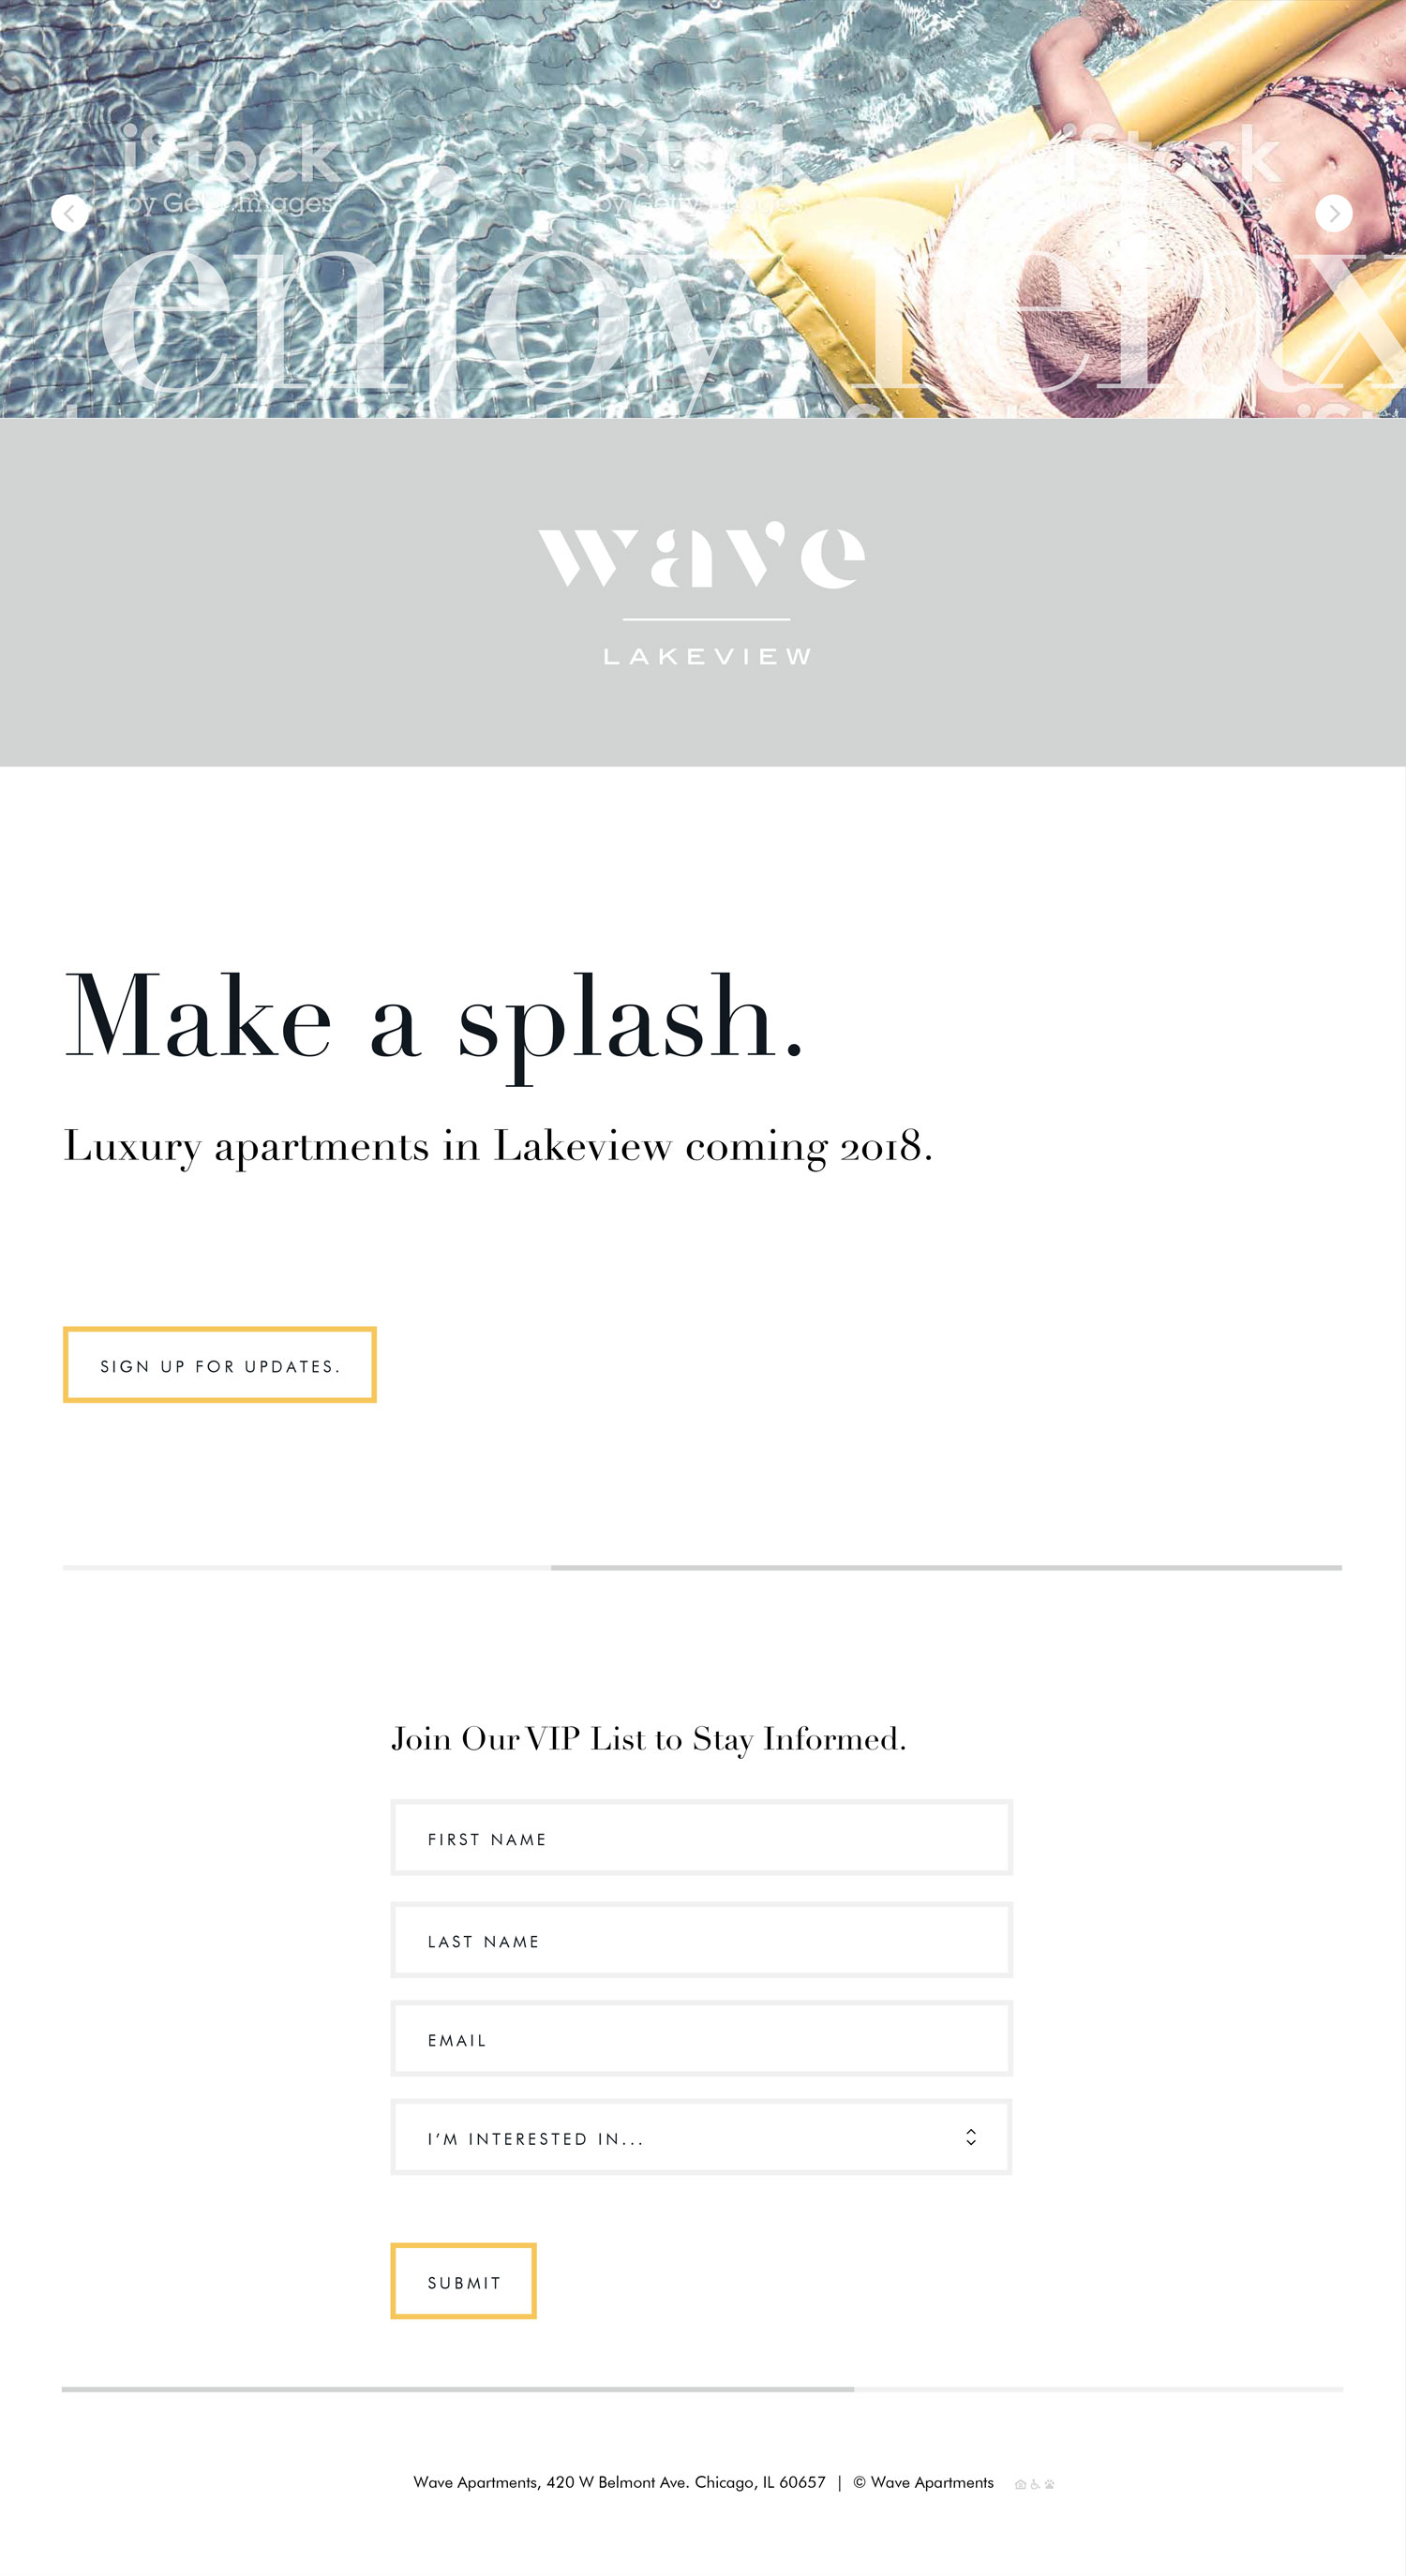 iStock iStock iStock
by Getty Images by Getty Images by Getty Images
enjoy relax
wave
LAKEVIEW
Make a splash.
Luxury apartments in Lakeview coming 2018.
SIGN UP FOR UPDATES.
Join Our VIP List to Stay Informed.
FIRST NAME
LAST NAME
EMAIL
I'M INTERESTED IN...
SUBMIT
Wave Apartments, 420 W Belmont Ave. Chicago, IL 60657 | © Wave Apartments